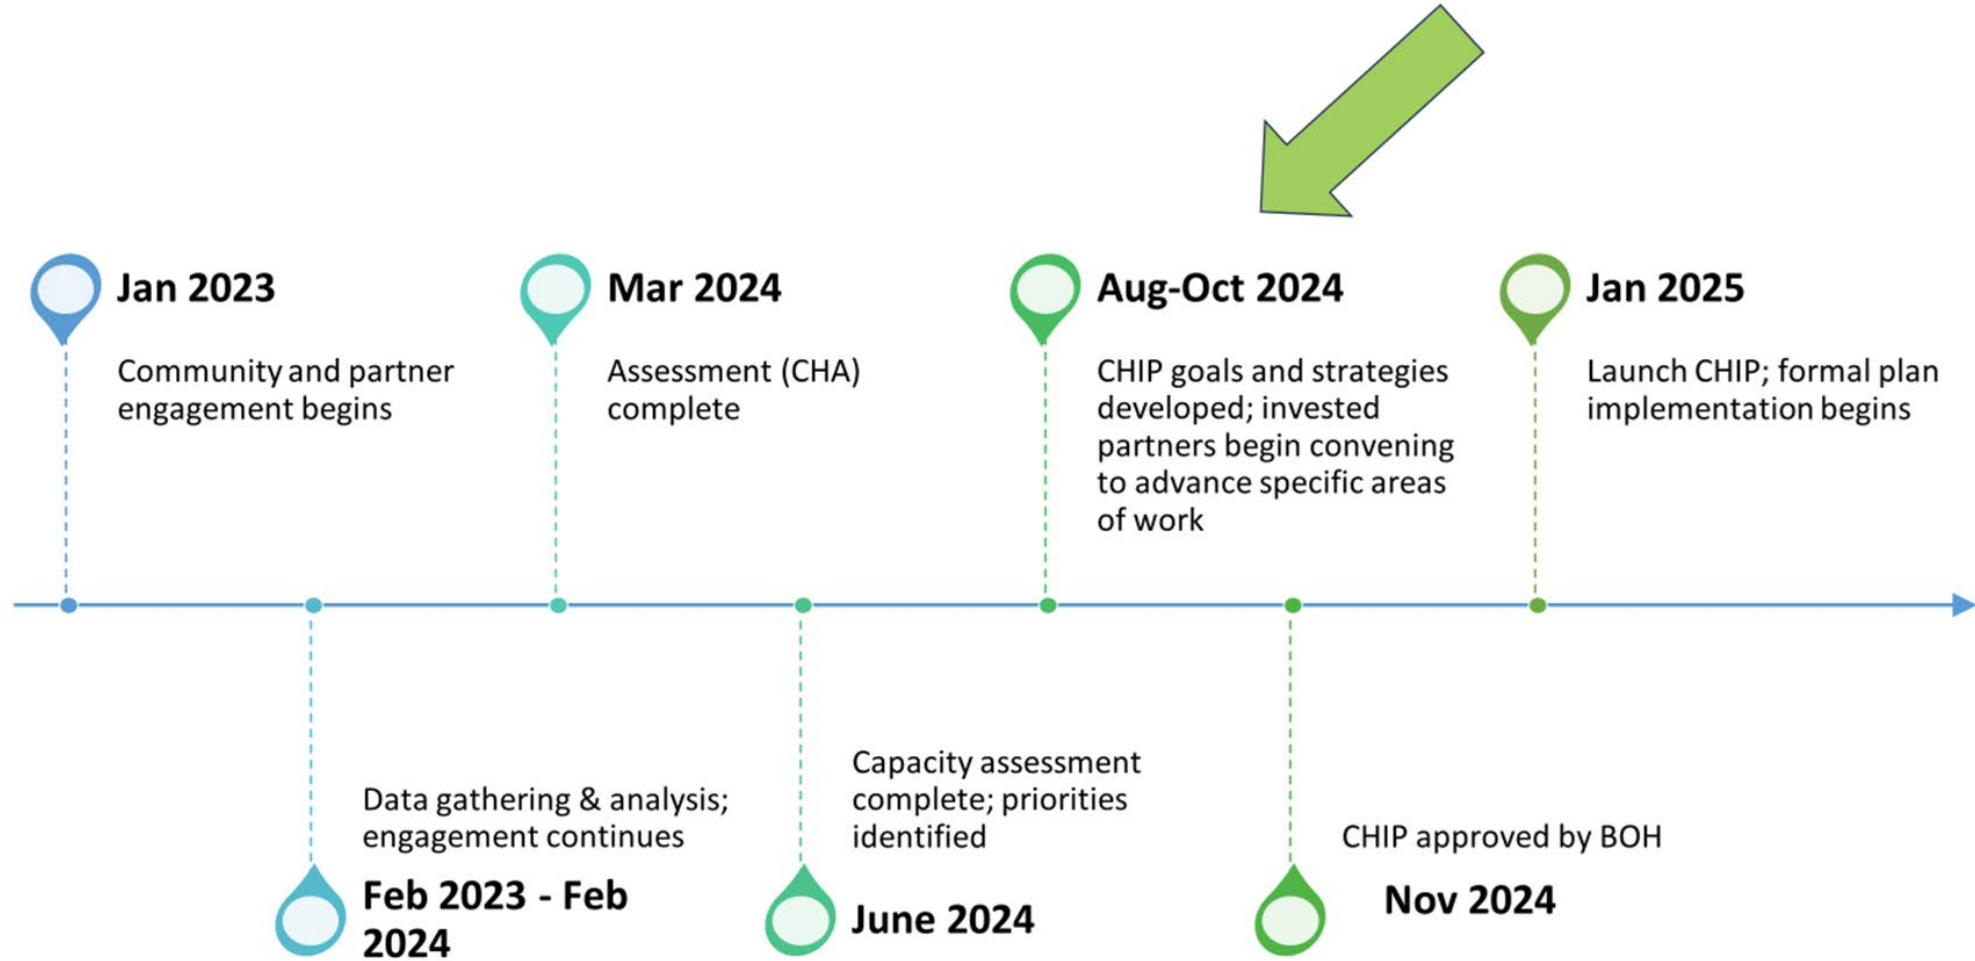 Jan 2023
Community and partner
engagement begins
Mar 2024
Assessment (CHA)
complete
Aug-Oct 2024
CHIP goals and strategies
developed; invested
partners begin convening
to advance specific areas
of work
Jan 2025
Launch CHIP; formal plan
implementation begins
Data gathering & analysis;
engagement continues
Feb 2023 - Feb
2024
Capacity assessment
complete; priorities
identified
June 2024
CHIP approved by BOH
Nov 2024